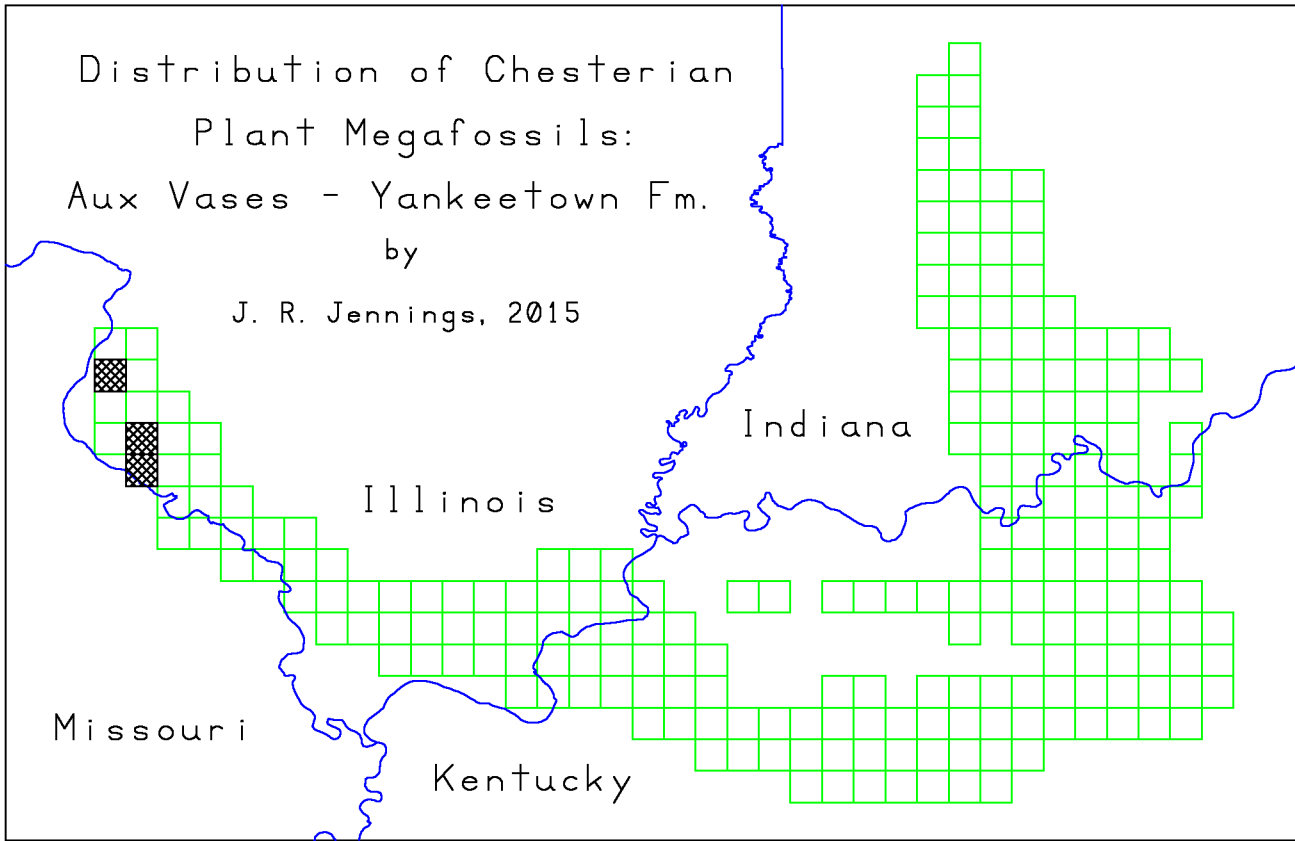 Distribution of Chesterian
Plant Megafossils:
Aux Vases - Yankeetown Fm.
by
J. R. Jennings, 2015
Indiana
Illinois
Missouri
Kentucky